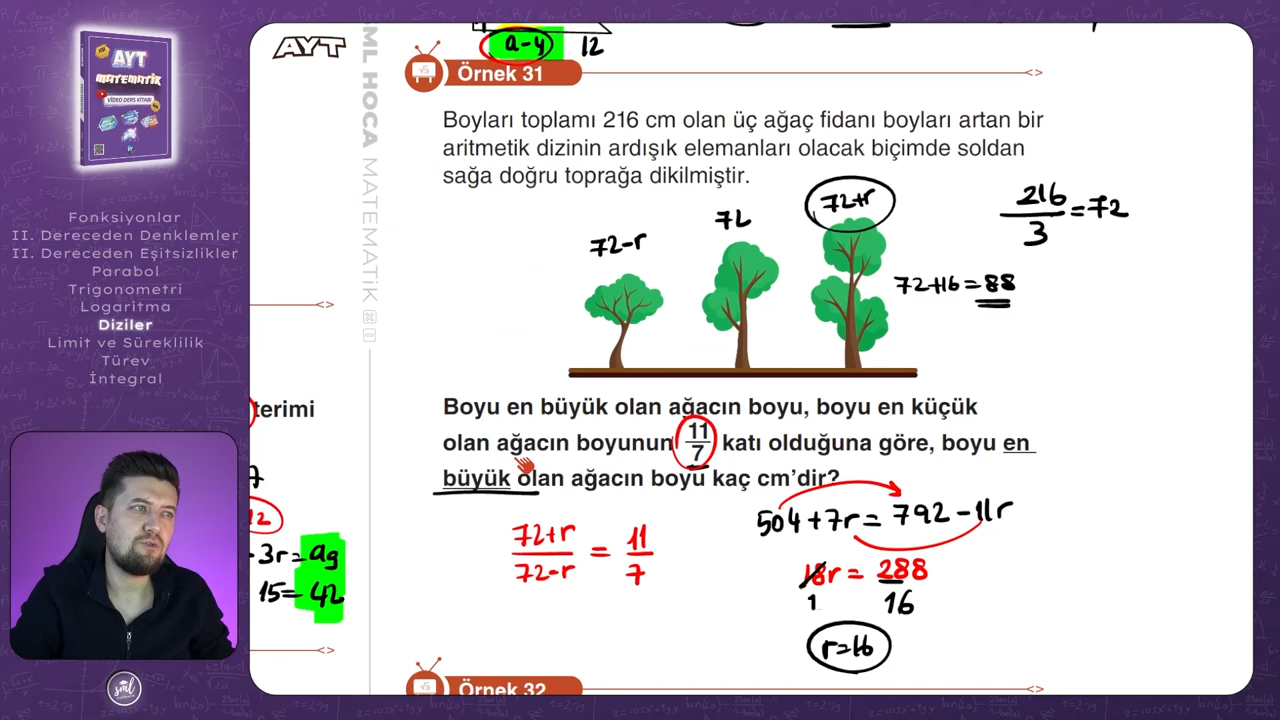 AYT
MATEMATİK
VİDEO DERS KİTABI
Fonksiyonlar
II. Dereceden Denklemler
II. Dereceden Eşitsizlikler
Parabol
Trigonometri
Logaritma
Diziler
Limit ve Süreklilik
Türev
İntegral
sml
AYT
ML HOCA MATEMATİK
terimi
7
12
3r = a9
15 = 42
a-y 12
Örnek 31
Boyları toplamı 216 cm olan üç ağaç fidanı boyları artan bir
aritmetik dizinin ardışık elemanları olacak biçimde soldan
sağa doğru toprağa dikilmiştir.
72-r
72
72+r
216/3 = 72
72+16=88
Boyu en büyük olan ağacın boyu, boyu en küçük
olan ağacın boyunun 11/7 katı olduğuna göre, boyu en
büyük olan ağacın boyu kaç cm'dir?
72+r/72-r = 11/7
504+7r = 792-11r
18r = 288
1 16
r=16
Örnek 32